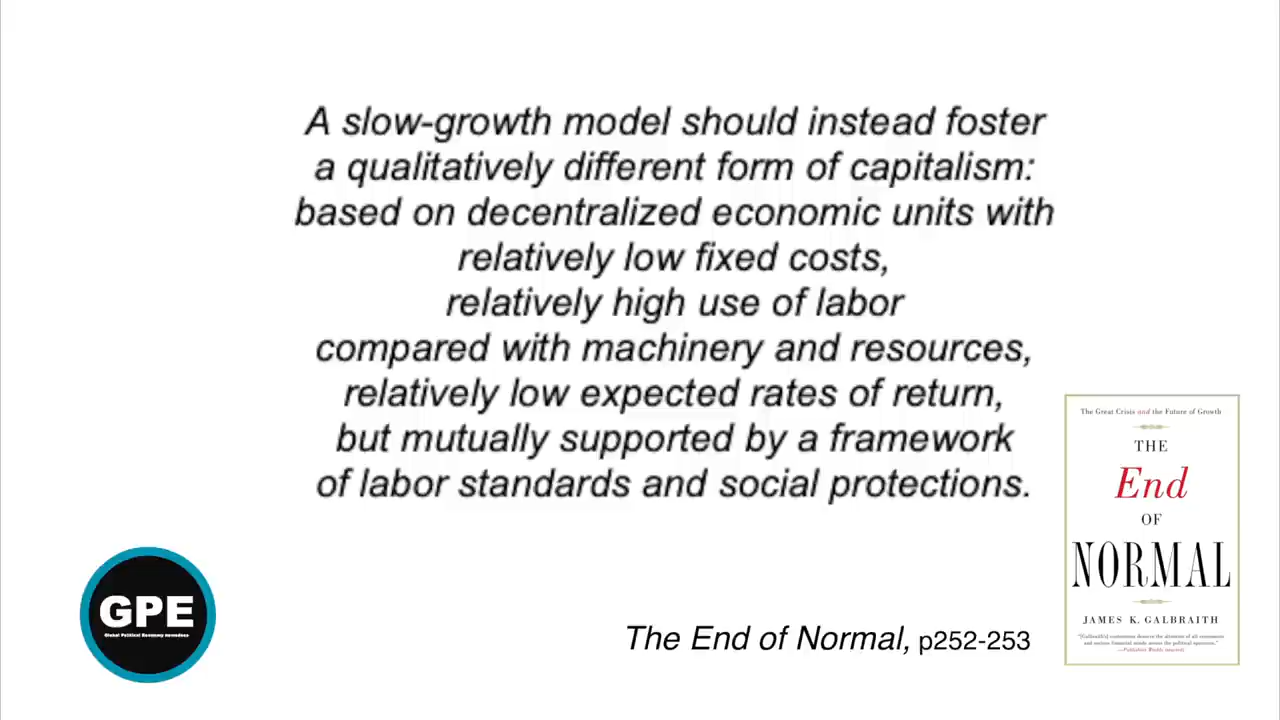 A slow-growth model should instead foster
a qualitatively different form of capitalism:
based on decentralized economic units with
relatively low fixed costs,
relatively high use of labor
compared with machinery and resources,
relatively low expected rates of return,
but mutually supported by a framework
of labor standards and social protections.
The Great Crisis and the Future of Growth
THE
End
OF
NORMAL
JAMES K. GALBRAITH
GPE
Global Political Economy
The End of Normal, p252-253